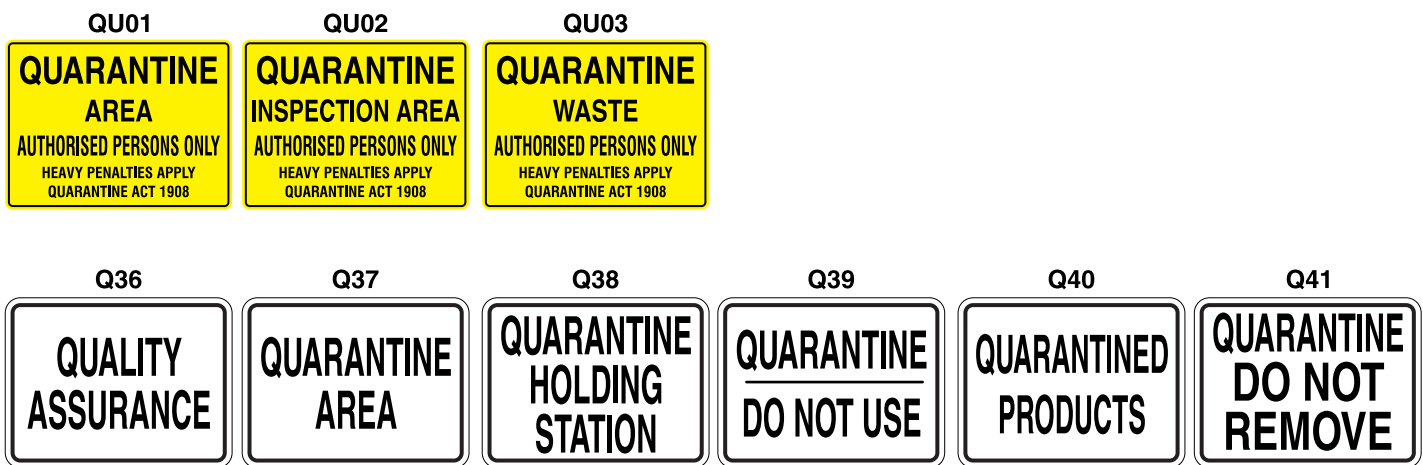 QU01
QUARANTINE
AREA
AUTHORISED PERSONS ONLY
HEAVY PENALTIES APPLY
QUARANTINE ACT 1908
QU02
QUARANTINE
INSPECTION AREA
AUTHORISED PERSONS ONLY
HEAVY PENALTIES APPLY
QUARANTINE ACT 1908
QU03
QUARANTINE
WASTE
AUTHORISED PERSONS ONLY
HEAVY PENALTIES APPLY
QUARANTINE ACT 1908
Q36
QUALITY
ASSURANCE
Q37
QUARANTINE
AREA
Q38
QUARANTINE
HOLDING
STATION
Q39
QUARANTINE
DO NOT USE
Q40
QUARANTINED
PRODUCTS
Q41
QUARANTINE
DO NOT
REMOVE